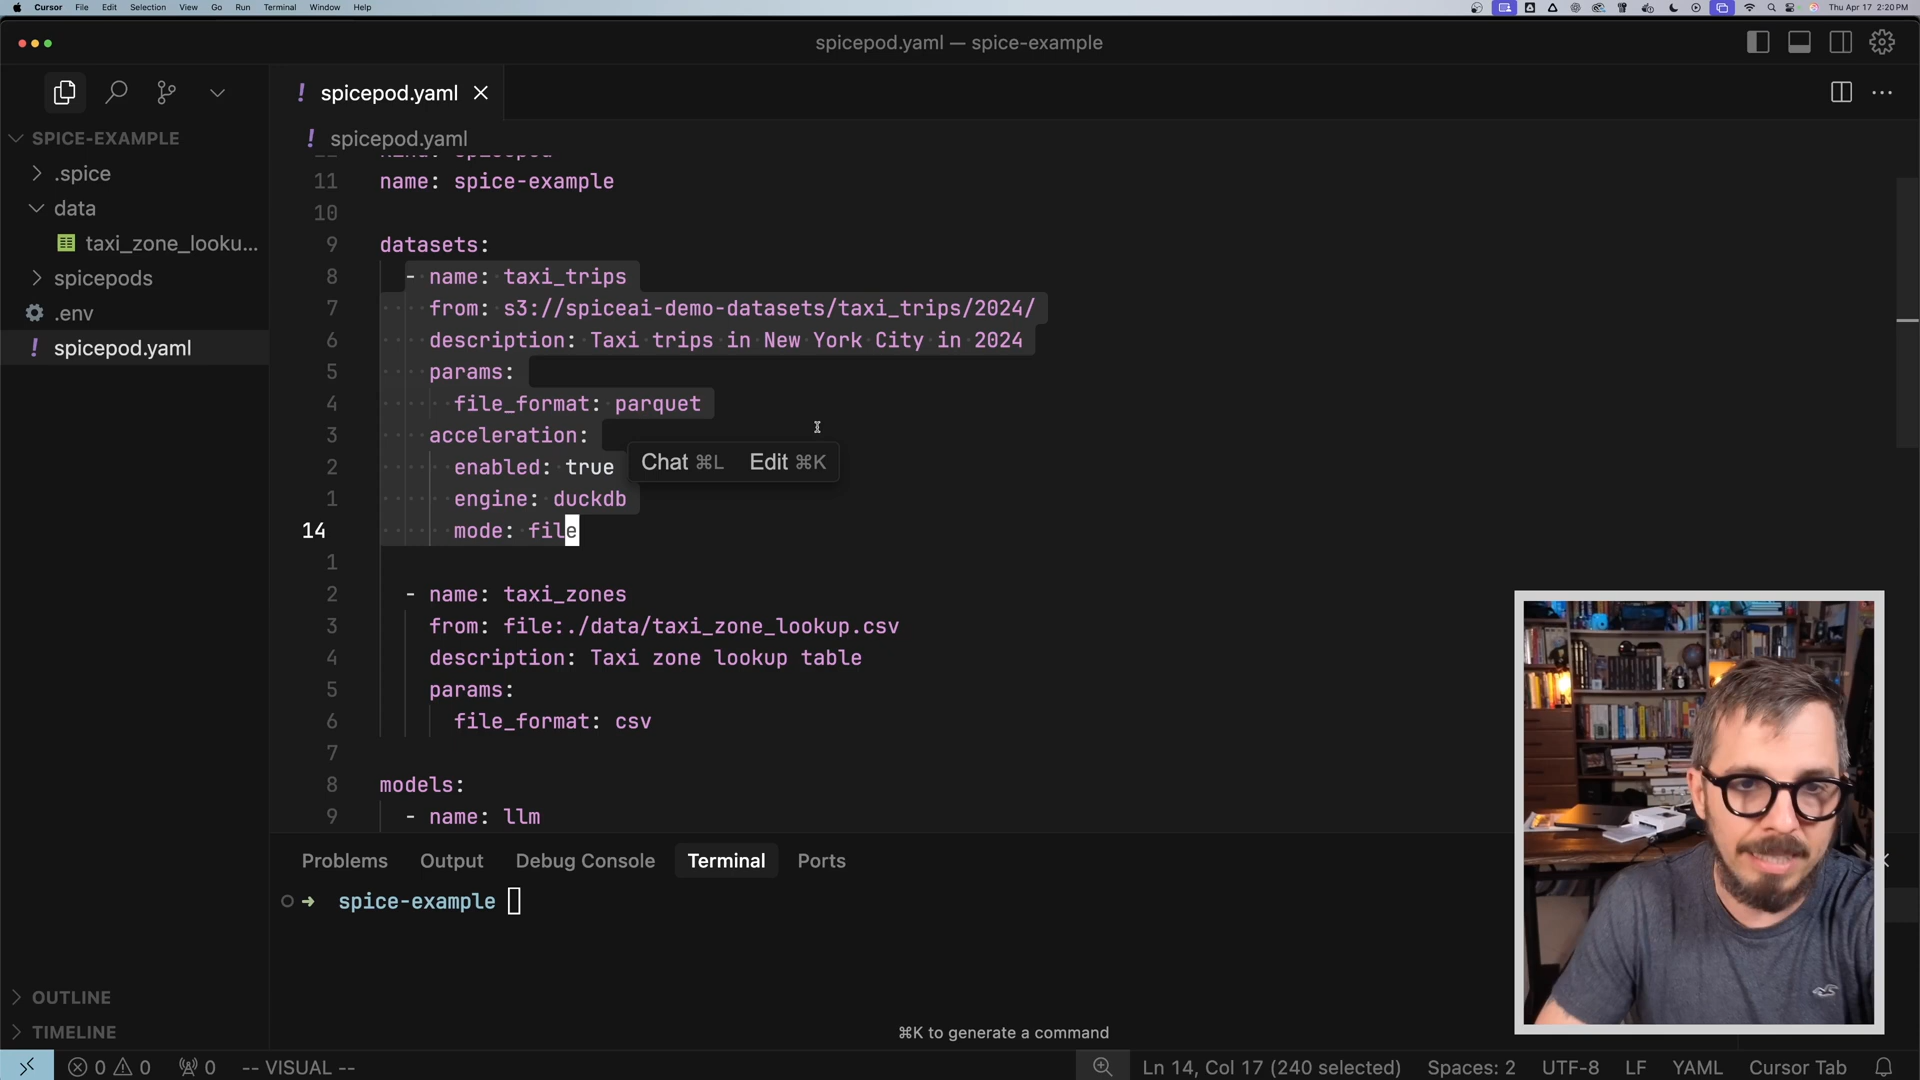 Cursor File Edit Selection View Go Run Terminal Window Help
Thu Apr 17 2:20 PM
spicepod.yaml — spice-example
! spicepod.yaml
SPICE-EXAMPLE
.spice
data
taxi_zone_looku...
spicepods
.env
! spicepod.yaml
OUTLINE
TIMELINE
! spicepod.yaml
11 name: spice-example
10
9 datasets:
8 - name: taxi_trips
7 from: s3://spiceai-demo-datasets/taxi_trips/2024/
6 description: Taxi trips in New York City in 2024
5 params:
4 file_format: parquet
3 acceleration:
2 enabled: true
Chat ⌘L Edit ⌘K
1 engine: duckdb
14 mode: file
1
2 - name: taxi_zones
3 from: file:./data/taxi_zone_lookup.csv
4 description: Taxi zone lookup table
5 params:
6 file_format: csv
7
8 models:
9 - name: llm
Problems Output Debug Console Terminal Ports
➜ spice-example
⌘K to generate a command
0 0 0 -- VISUAL --
Ln 14, Col 17 (240 selected) Spaces: 2 UTF-8 LF YAML Cursor Tab